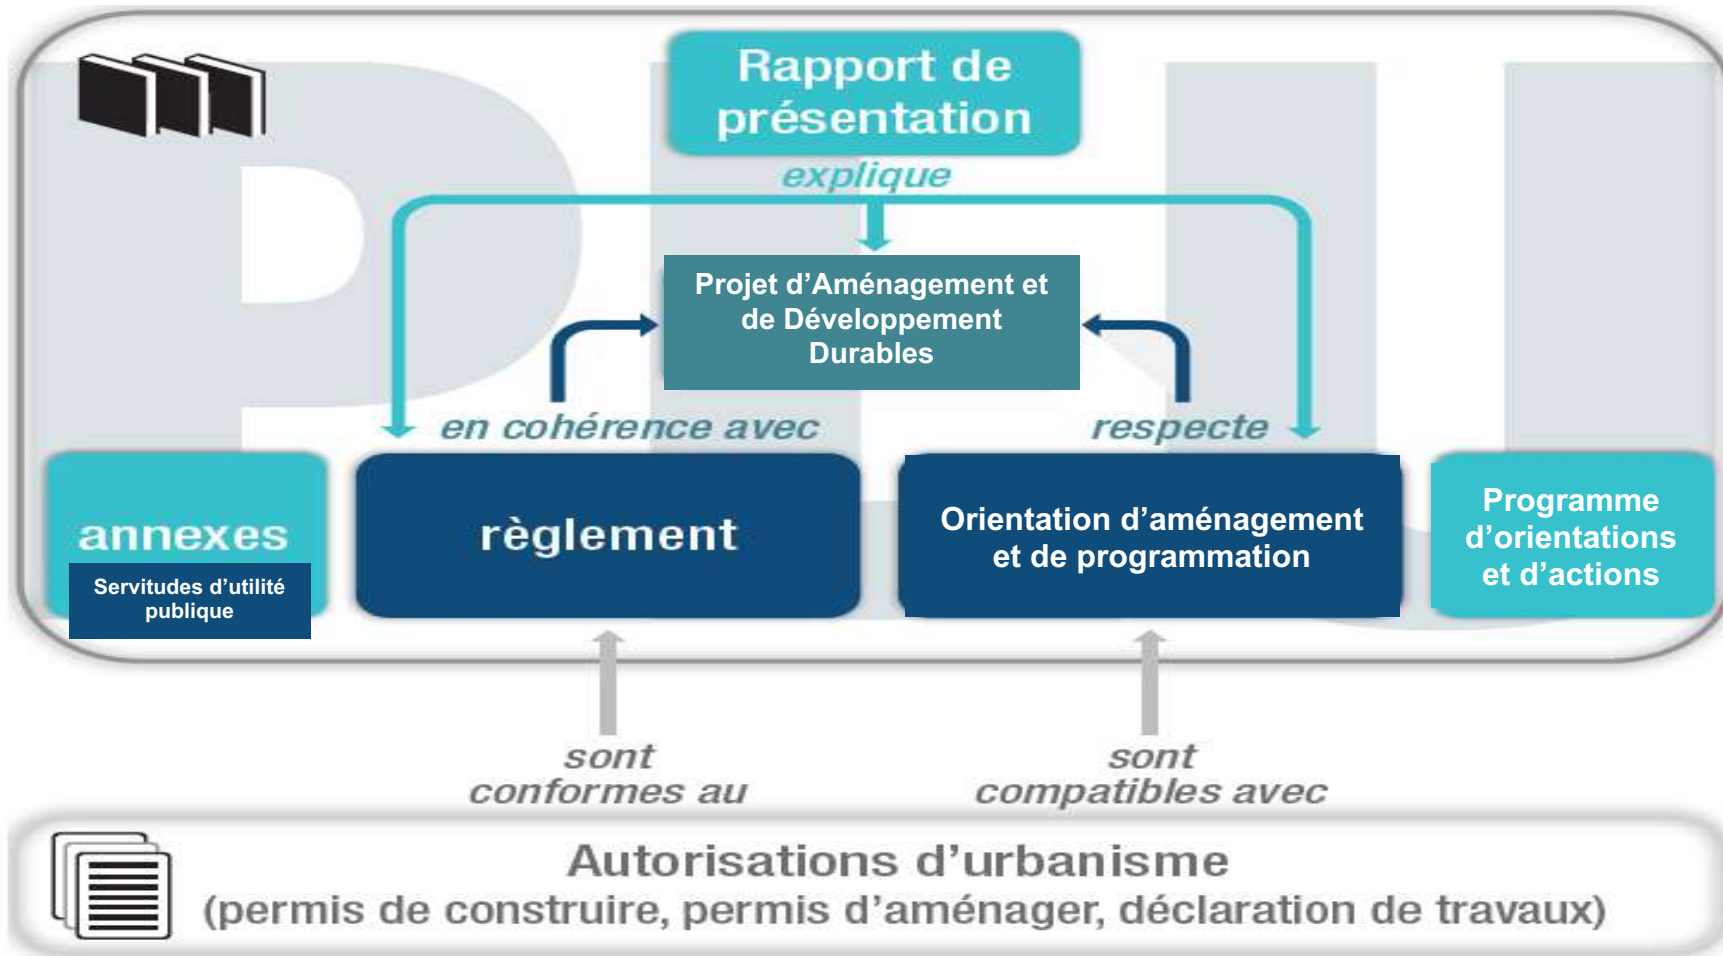 PLU
Rapport de
présentation
explique
Projet d’Aménagement et
de Développement
Durables
en cohérence avec
respecte
annexes
Servitudes d’utilité
publique
règlement
Orientation d’aménagement
et de programmation
Programme
d’orientations
et d’actions
sont
conformes au
sont
compatibles avec
Autorisations d’urbanisme
(permis de construire, permis d’aménager, déclaration de travaux)